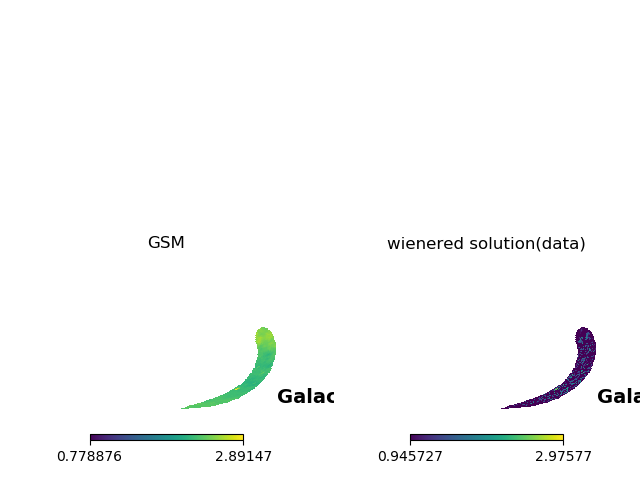 GSM
wienered solution(data)
Galac
Gala
0.778876 2.89147
0.945727 2.97577